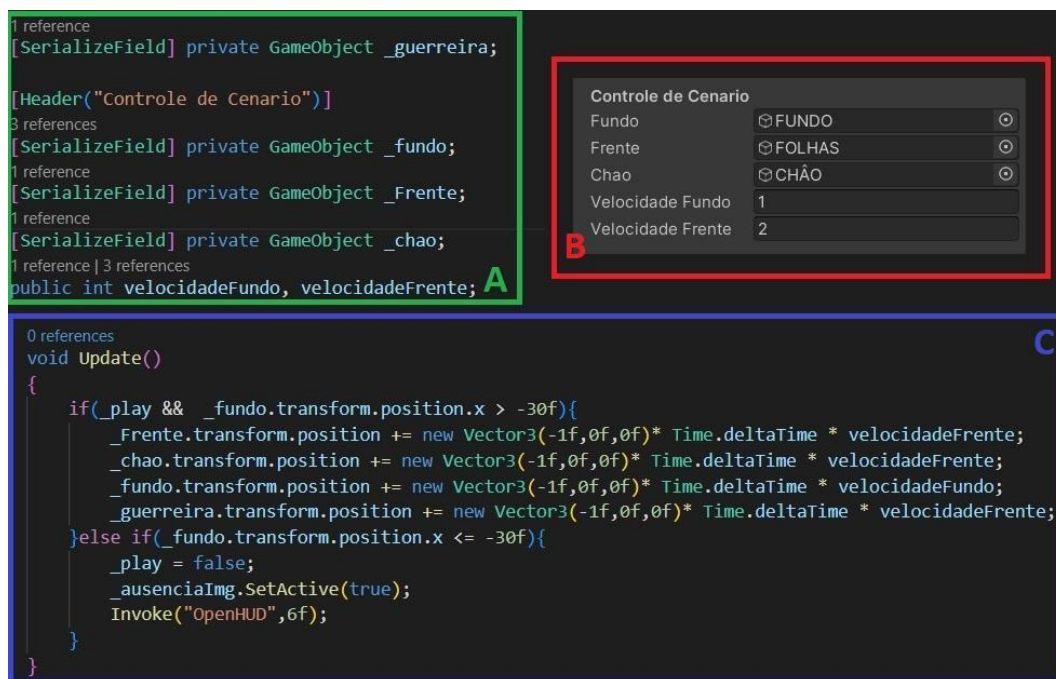 1 reference
[SerializeField] private GameObject _guerreira;
[Header("Controle de Cenario")]
3 references
[SerializeField] private GameObject _fundo;
1 reference
[SerializeField] private GameObject _Frente;
1 reference
[SerializeField] private GameObject _chao;
1 reference | 3 references
public int velocidadeFundo, velocidadeFrente;
A
Controle de Cenario
Fundo FUNDO
Frente FOLHAS
Chao CHÂO
Velocidade Fundo 1
Velocidade Frente 2
B
C
0 references
void Update()
{
if(_play && _fundo.transform.position.x > -30f){
_Frente.transform.position += new Vector3(-1f,0f,0f)* Time.deltaTime * velocidadeFrente;
_chao.transform.position += new Vector3(-1f,0f,0f)* Time.deltaTime * velocidadeFrente;
_fundo.transform.position += new Vector3(-1f,0f,0f)* Time.deltaTime * velocidadeFundo;
_guerreira.transform.position += new Vector3(-1f,0f,0f)* Time.deltaTime * velocidadeFrente;
}else if(_fundo.transform.position.x <= -30f){
_play = false;
_ausenciaImg.SetActive(true);
Invoke("OpenHUD",6f);
}
}